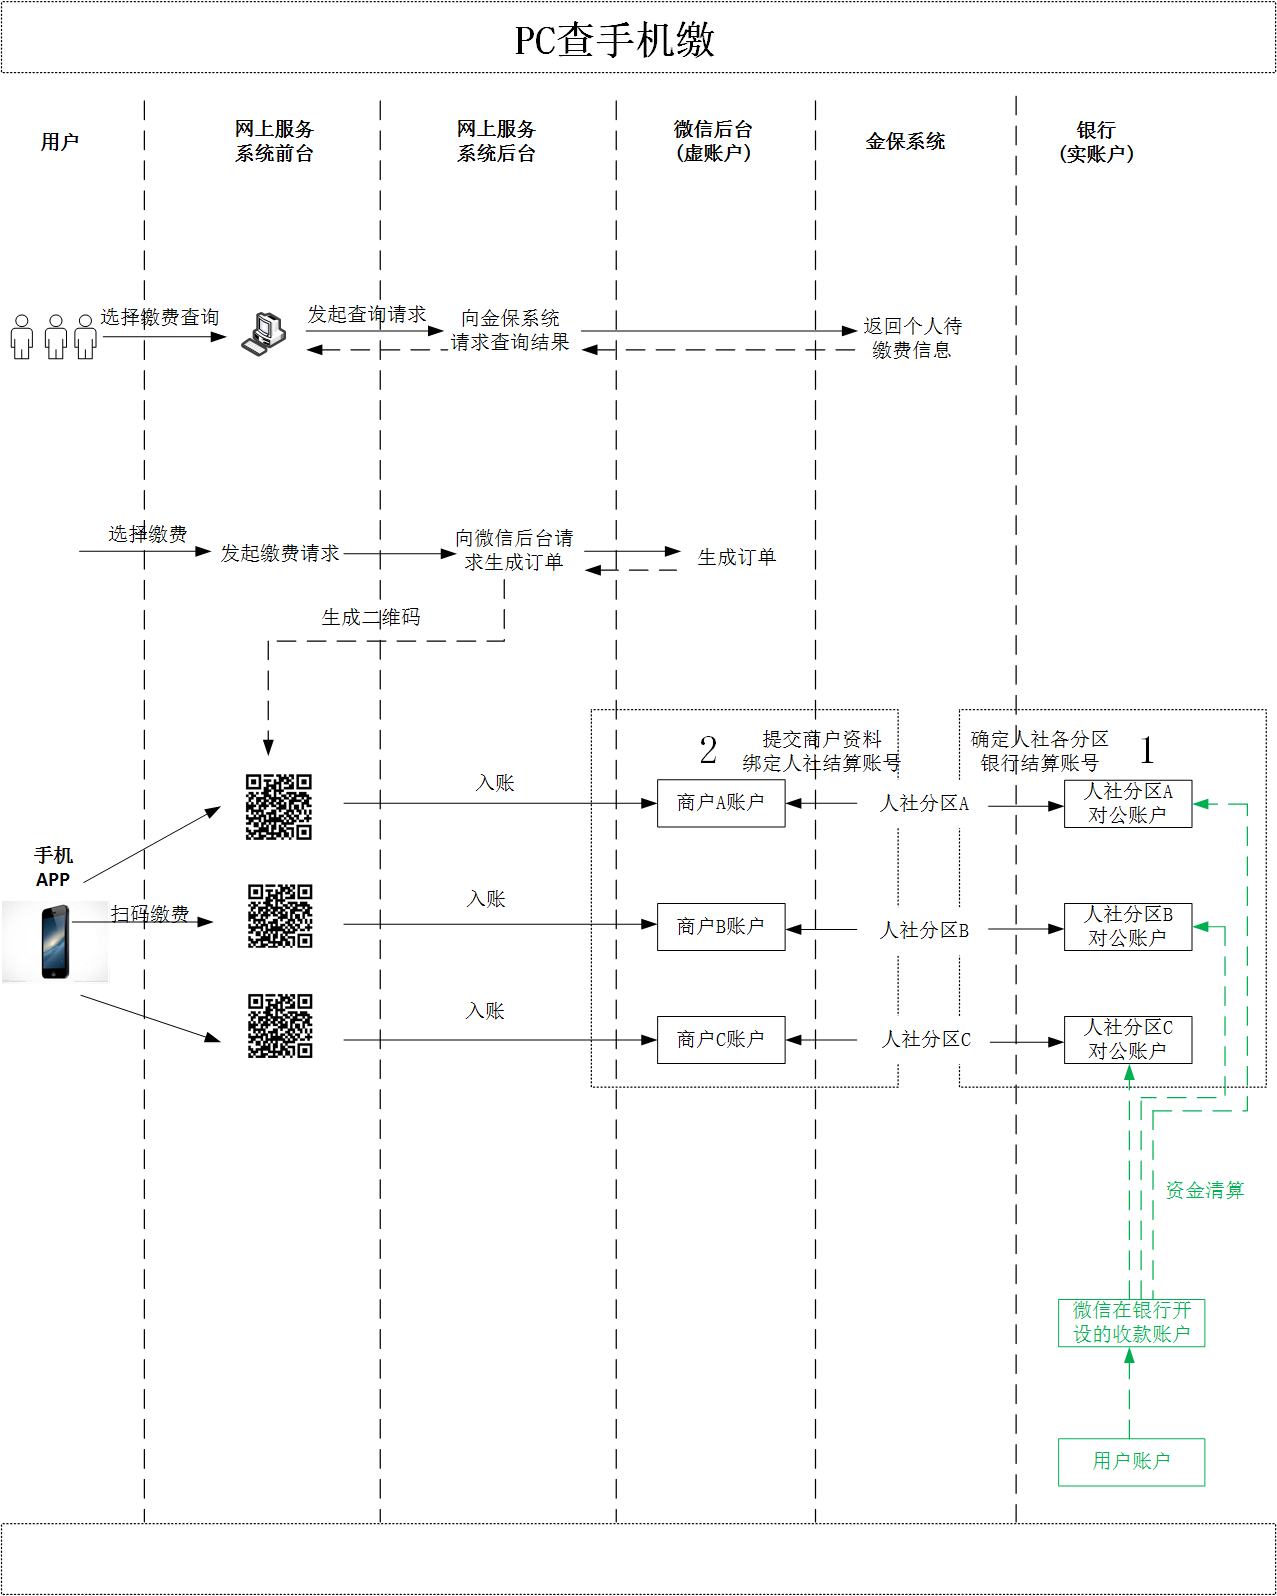 PC查手机缴
用户
网上服务
系统前台
网上服务
系统后台
微信后台
(虚账户)
金保系统
银行
(实账户)
选择缴费查询
发起查询请求
向金保系统
请求查询结果
返回个人待
缴费信息
选择缴费
发起缴费请求
向微信后台请
求生成订单
生成订单
生成二维码
2
提交商户资料
绑定人社结算账号
确定人社各分区
银行结算账号
1
入账
商户A账户
人社分区A
人社分区A
对公账户
手机
APP
扫码缴费
入账
商户B账户
人社分区B
人社分区B
对公账户
入账
商户C账户
人社分区C
人社分区C
对公账户
资金清算
微信在银行开
设的收款账户
用户账户